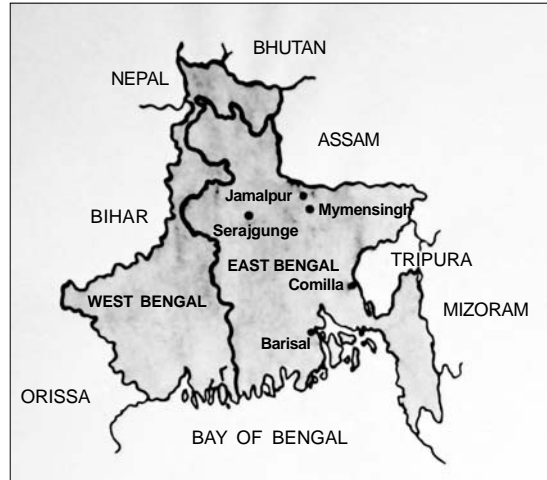 BHUTAN
NEPAL
ASSAM
Jamalpur
Mymensingh
BIHAR
Serajgunge
EAST BENGAL
TRIPURA
Comilla
WEST BENGAL
MIZORAM
Barisal
ORISSA
BAY OF BENGAL